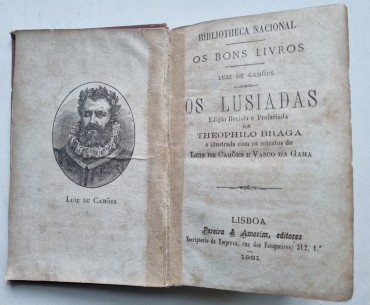 LUIZ DE CAMÕES
BIBLIOTHECA NACIONAL
OS BONS LIVROS
LUIZ DE CAMÕES
OS LUSIADAS
Edição Revista e Prefaciada
POR
THEOPHILO BRAGA
e illustrada com os retratos de
LUIZ DE CAMÕES E VASCO DA GAMA
LISBOA
Pereira & Amorim, editores
Escriptorio da Empreza, rua dos Fanqueiros, 312, 1.º